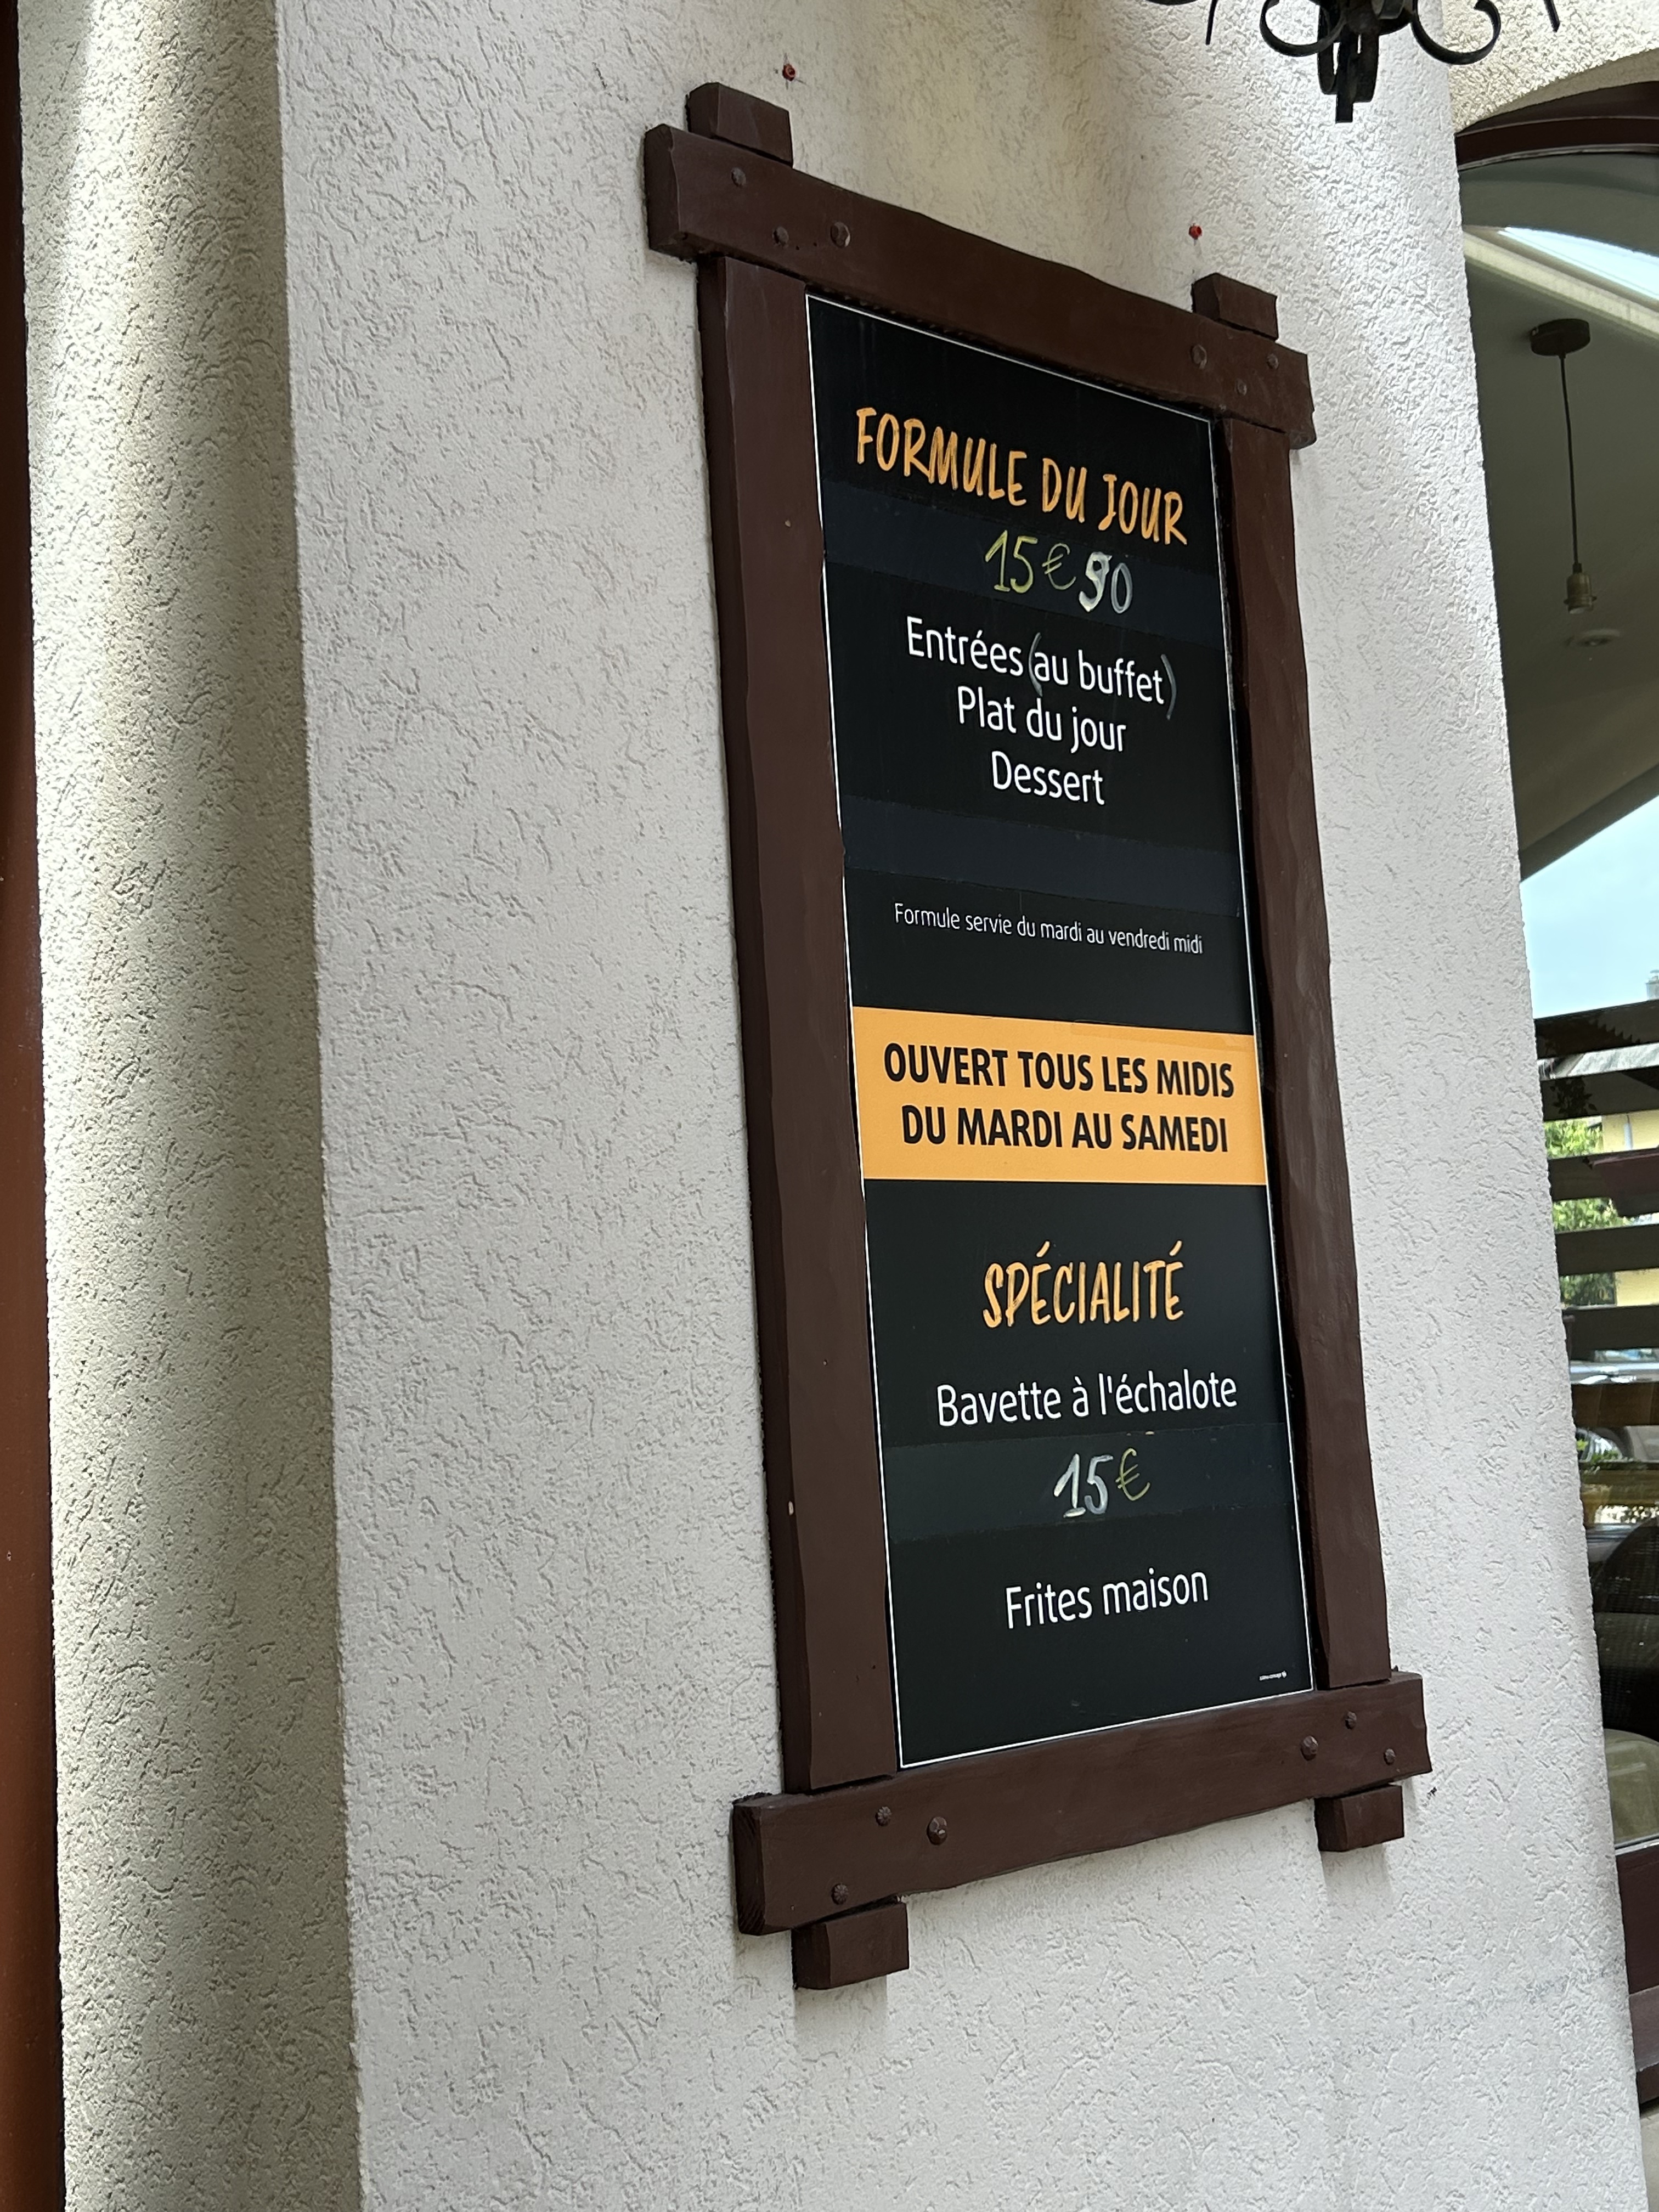 FORMULE DU JOUR
15€90
Entrées (au buffet)
Plat du jour
Dessert
Formule servie du mardi au vendredi midi
OUVERT TOUS LES MIDIS
DU MARDI AU SAMEDI
SPÉCIALITÉ
Bavette à l'échalote
15€
Frites maison